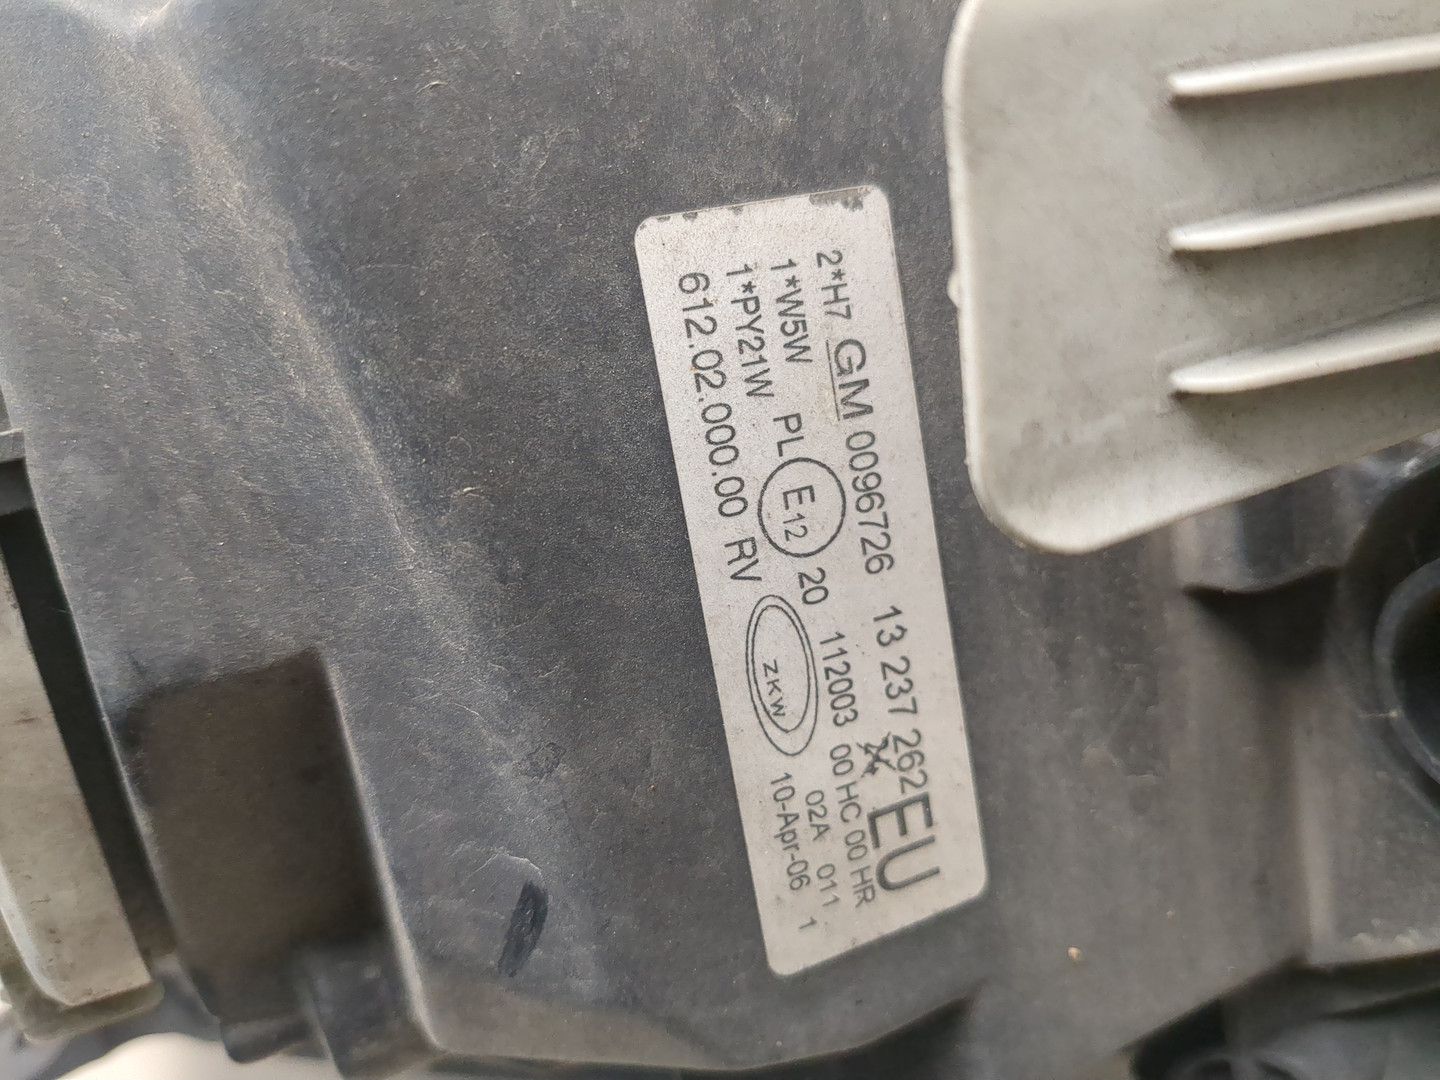 2*H7 GM 0096726 13 237 262 EU
1*W5W PL E12 20 112003 00 HC 00 HR
1*PY21W 02A 011
612.02.000.00 RV ZKW 10-Apr-06 1